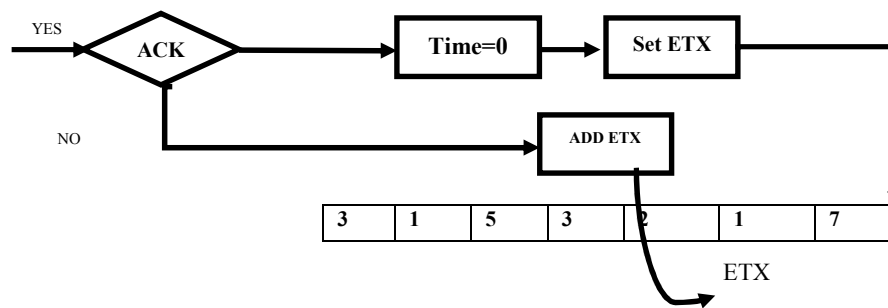 YES
ACK
Time=0
Set ETX
NO
ADD ETX
3 1 5 3 2 1 7
ETX